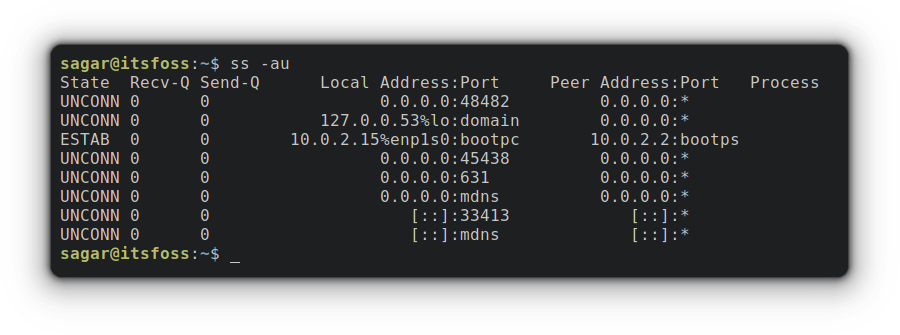 sagar@itsfoss:~$ ss -au
State  Recv-Q Send-Q      Local Address:Port     Peer Address:Port   Process
UNCONN 0      0                 0.0.0.0:48482         0.0.0.0:*
UNCONN 0      0           127.0.0.53%lo:domain        0.0.0.0:*
ESTAB  0      0        10.0.2.15%enp1s0:bootpc       10.0.2.2:bootps
UNCONN 0      0                 0.0.0.0:45438         0.0.0.0:*
UNCONN 0      0                 0.0.0.0:631           0.0.0.0:*
UNCONN 0      0                 0.0.0.0:mdns          0.0.0.0:*
UNCONN 0      0                    [::]:33413            [::]:*
UNCONN 0      0                    [::]:mdns             [::]:*
sagar@itsfoss:~$ _